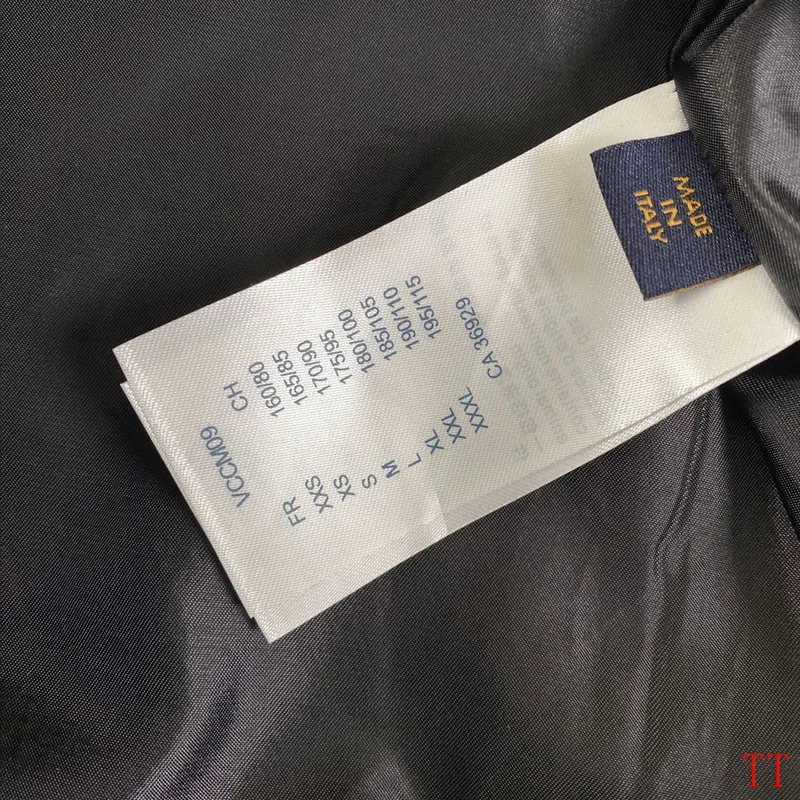 MADE
IN
ITALY
VCCM09
FR CH
XXS 160/80
XS 165/85
S 170/90
M 175/95
L 180/100
XL 185/105
XXL 190/110
XXXL 195/115
CA 36929
TT